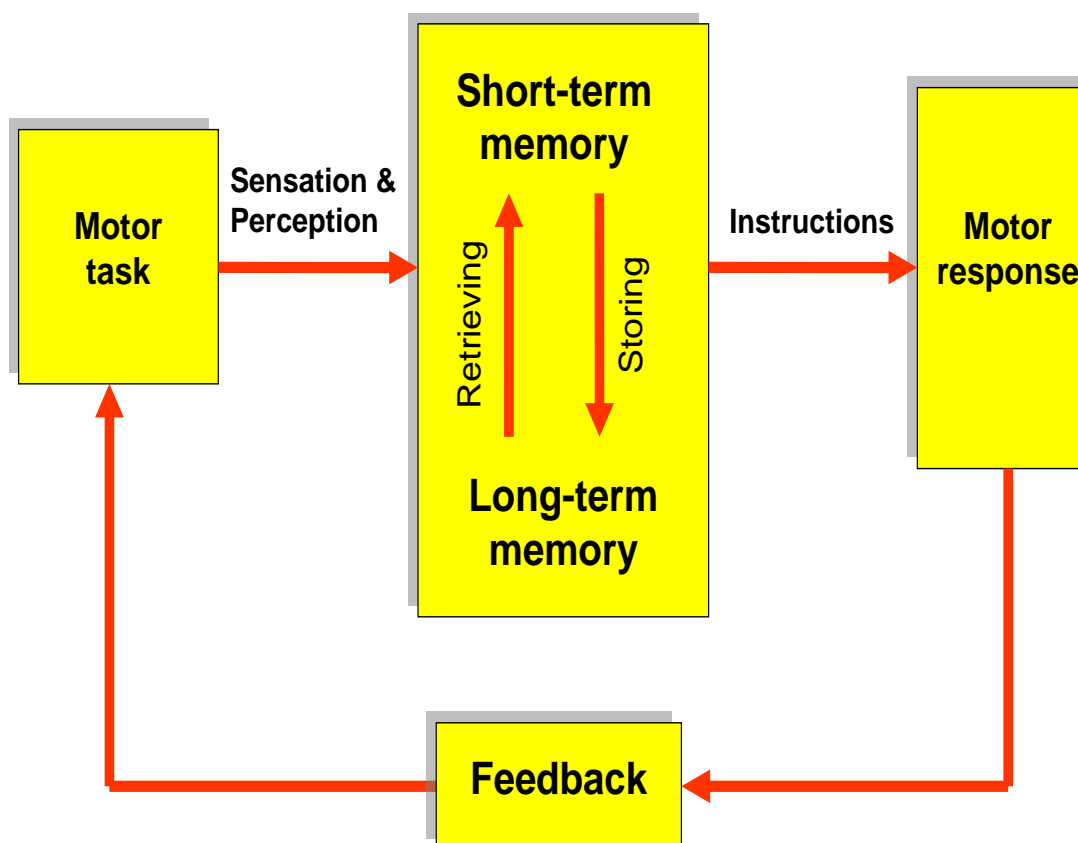 Short-term
memory
Sensation &
Perception
Motor
task
Instructions
Motor
response
Retrieving
Storing
Long-term
memory
Feedback